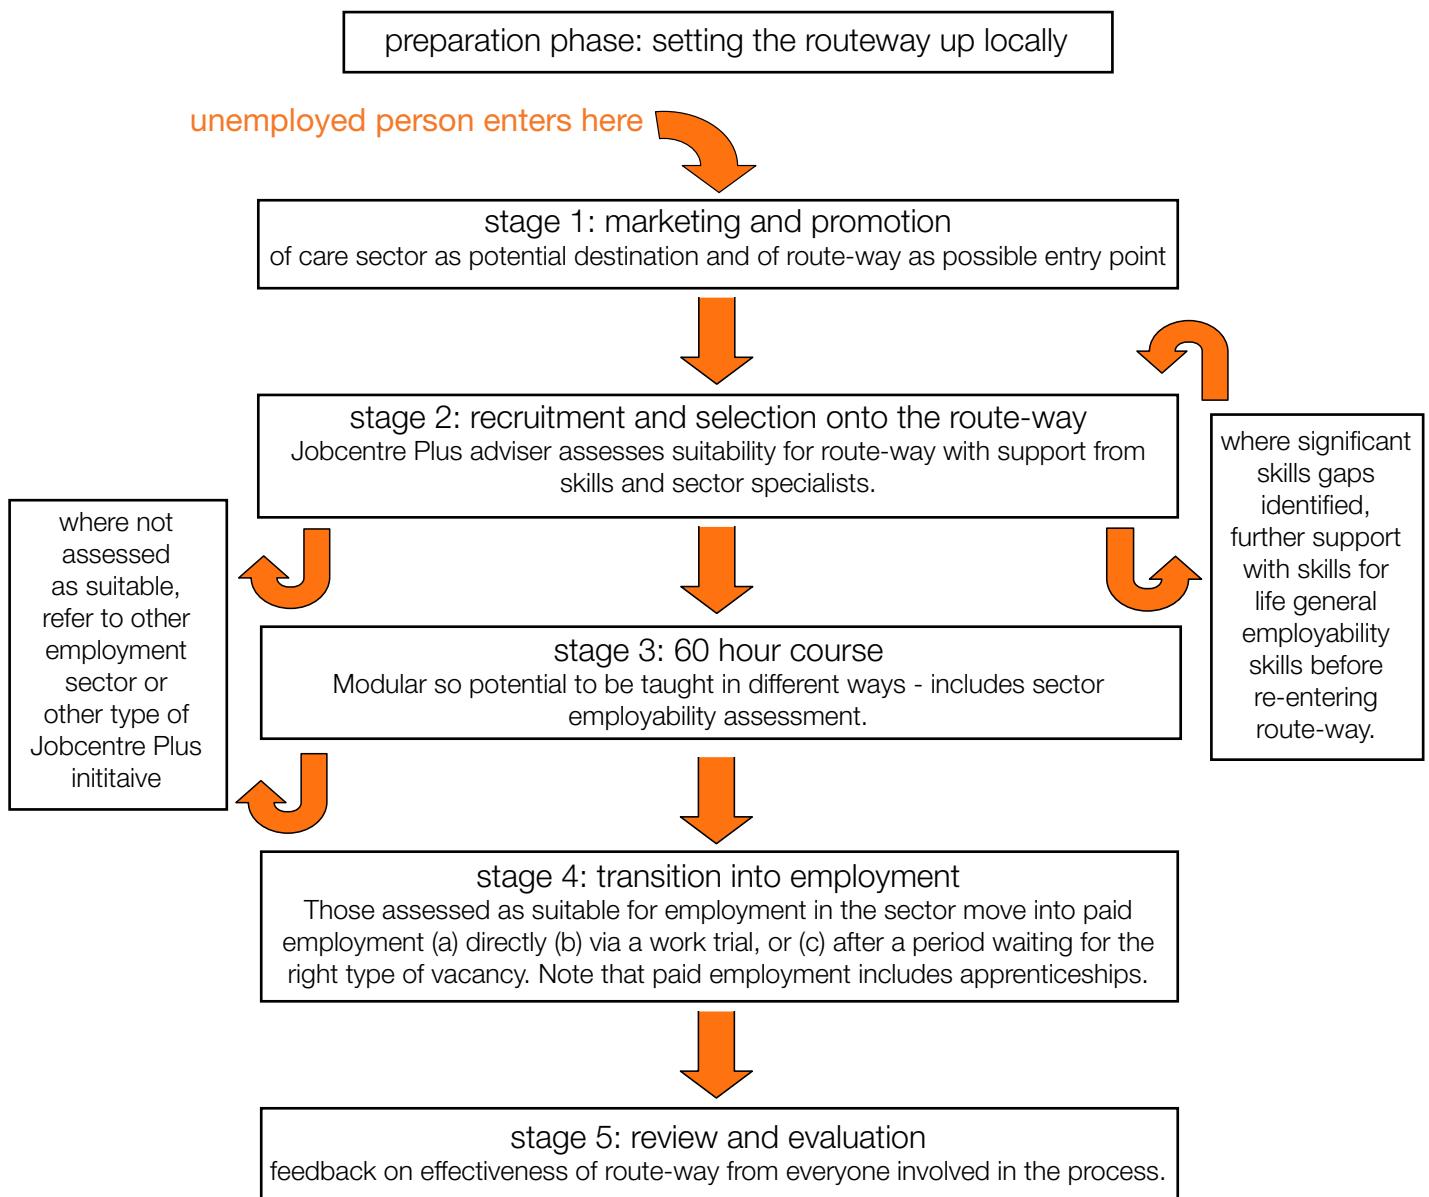 preparation phase: setting the routeway up locally
unemployed person enters here
stage 1: marketing and promotion
of care sector as potential destination and of route-way as possible entry point
stage 2: recruitment and selection onto the route-way
Jobcentre Plus adviser assesses suitability for route-way with support from
skills and sector specialists.
where significant
skills gaps
identified,
further support
with skills for
life general
employability
skills before
re-entering
route-way.
where not
assessed
as suitable,
refer to other
employment
sector or
other type of
Jobcentre Plus
inititaive
stage 3: 60 hour course
Modular so potential to be taught in different ways - includes sector
employability assessment.
stage 4: transition into employment
Those assessed as suitable for employment in the sector move into paid
employment (a) directly (b) via a work trial, or (c) after a period waiting for the
right type of vacancy. Note that paid employment includes apprenticeships.
stage 5: review and evaluation
feedback on effectiveness of route-way from everyone involved in the process.